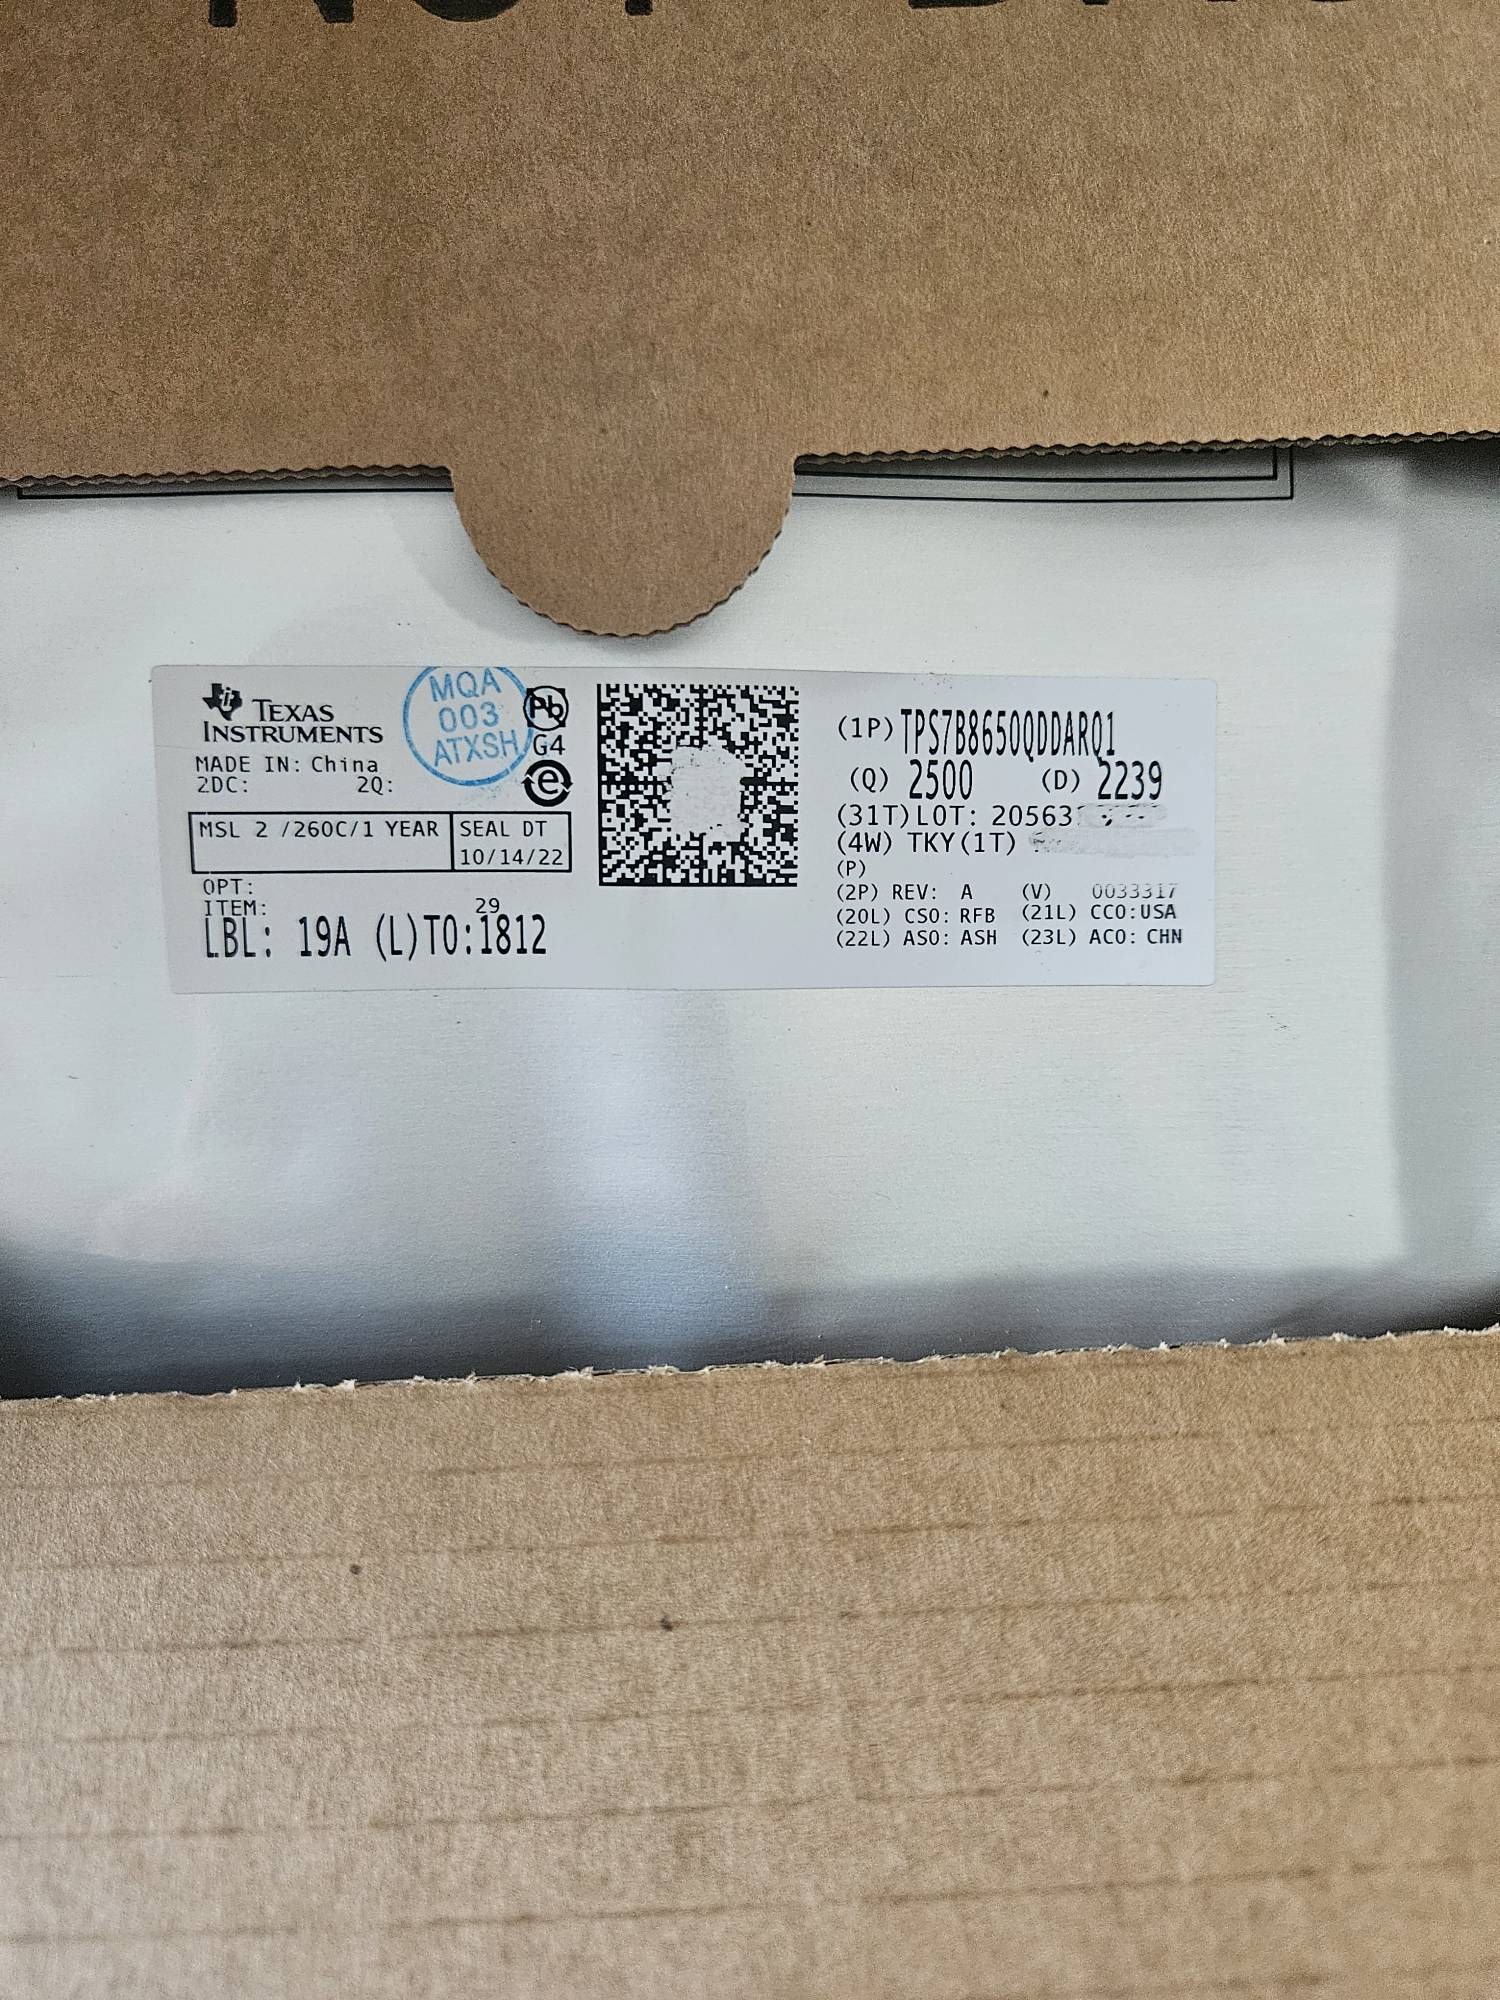 TEXAS
INSTRUMENTS
MADE IN: China
2DC: 2Q:
MQA
003
ATXSH
Pb
G4
e
MSL 2 /260C/1 YEAR
SEAL DT
10/14/22
OPT:
ITEM: 29
LBL: 19A (L)TO:1812
(1P) TPS7B8650QDDARQ1
(Q) 2500 (D) 2239
(31T)LOT: 20563
(4W) TKY(1T)
(P)
(2P) REV: A (V) 0033317
(20L) CSO: RFB (21L) CCO:USA
(22L) ASO: ASH (23L) ACO: CHN